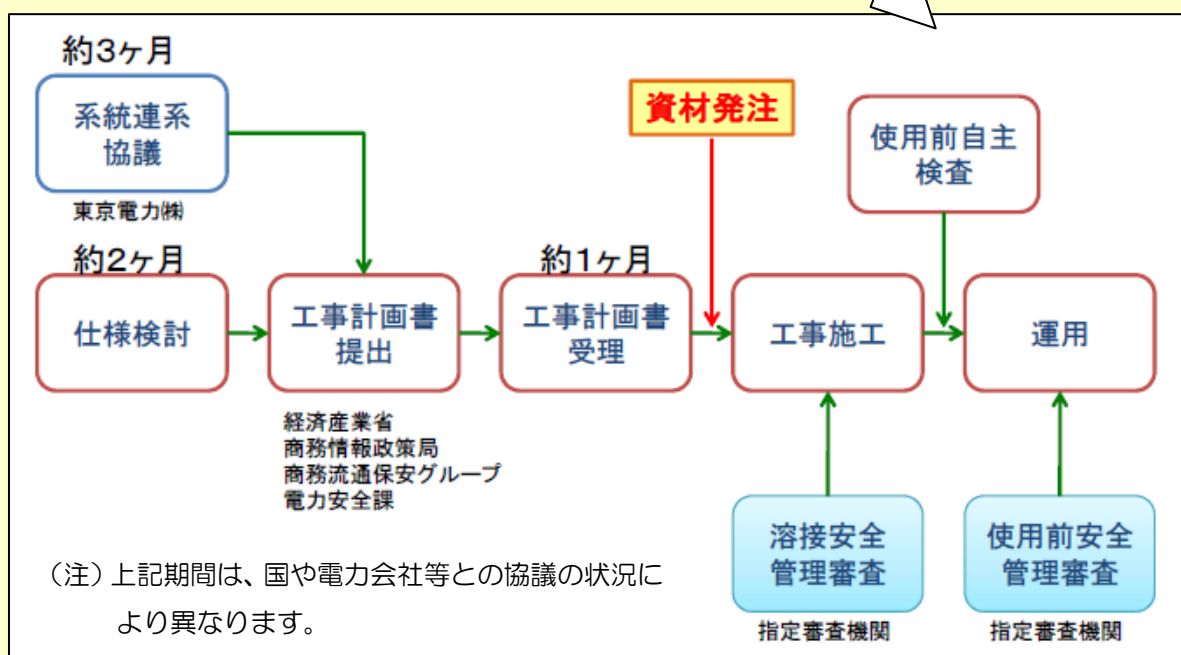 約3ヶ月
系統連系
協議
東京電力㈱
資材発注
使用前自主
検査
約2ヶ月
仕様検討
工事計画書
提出
経済産業省
商務情報政策局
商務流通保安グループ
電力安全課
約1ヶ月
工事計画書
受理
工事施工
運用
溶接安全
管理審査
指定審査機関
使用前安全
管理審査
指定審査機関
（注）上記期間は、国や電力会社等との協議の状況に
より異なります。